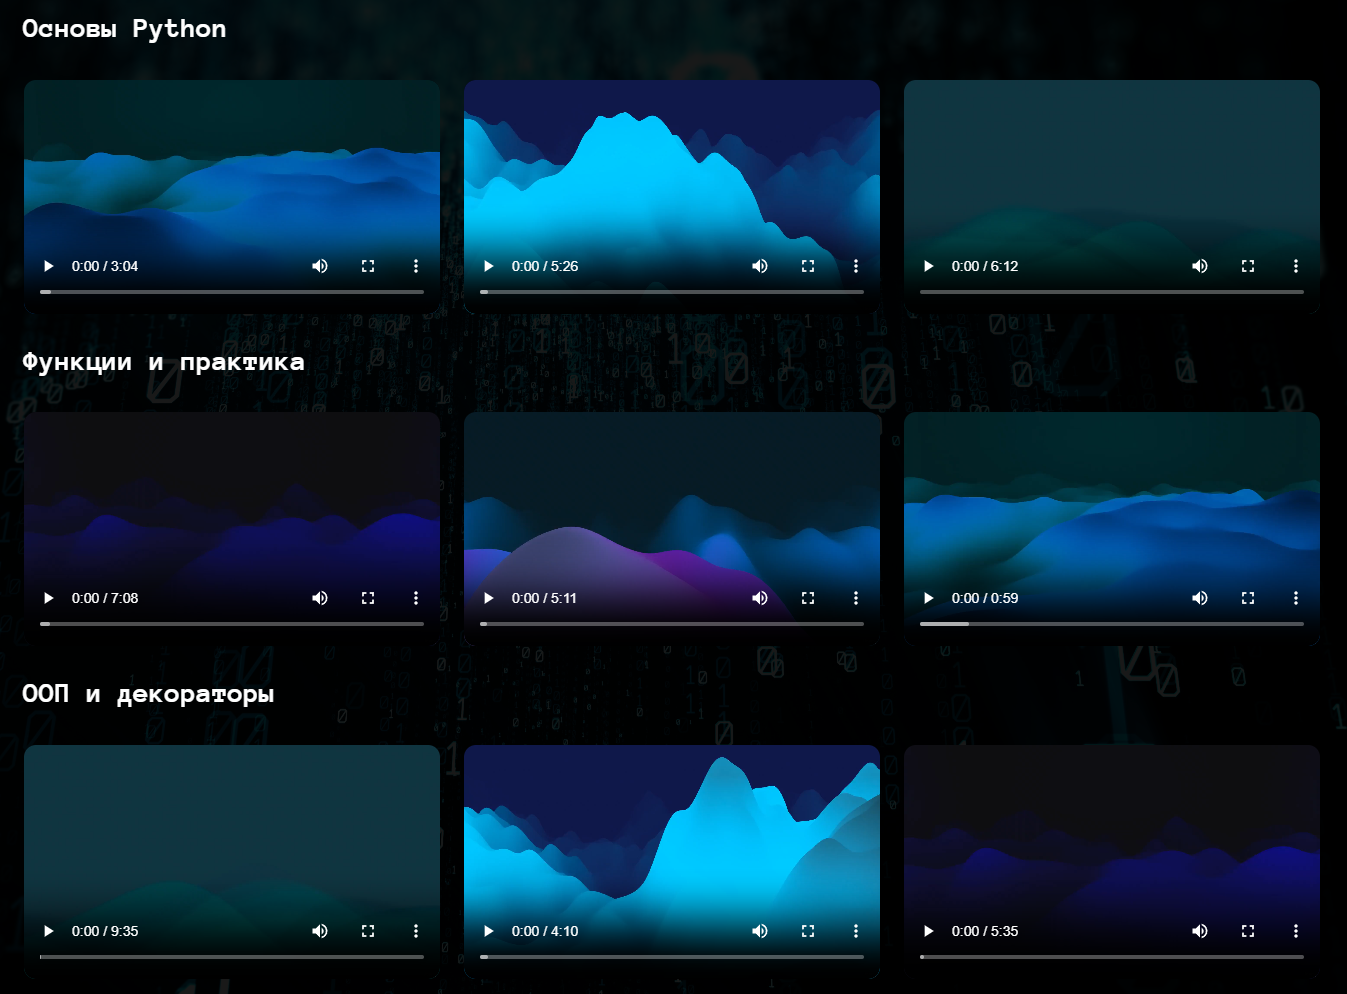 Основы Python
0:00 / 3:04
0:00 / 5:26
0:00 / 6:12
Функции и практика
0:00 / 7:08
0:00 / 5:11
0:00 / 0:59
ООП и декораторы
0:00 / 9:35
0:00 / 4:10
0:00 / 5:35